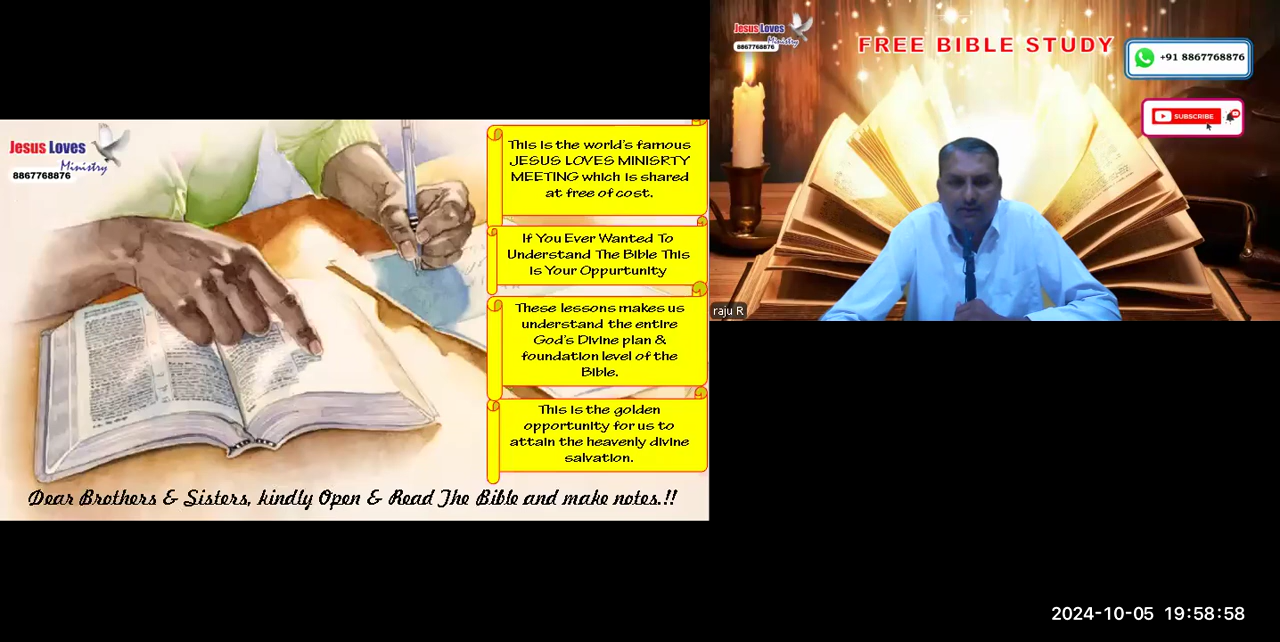 Jesus Loves
Ministry
8867768876
This is the world's famous
JESUS LOVES MINISRTY
MEETING which is shared
at free of cost.
If You Ever Wanted To
Understand The Bible This
Is Your Oppurtunity
These lessons makes us
understand the entire
God's Divine plan &
foundation level of the
Bible.
This is the golden
opportunity for us to
attain the heavenly divine
salvation.
Dear Brothers & Sisters, kindly Open & Read The Bible and make notes.!!
Jesus Loves
Ministry
8867768876
FREE BIBLE STUDY
+91 8867768876
SUBSCRIBE
raju R
2024-10-05 19:58:58